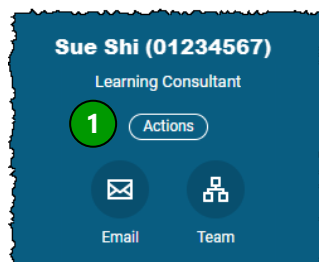 Sue Shi (01234567)
Learning Consultant
1 Actions
Email Team